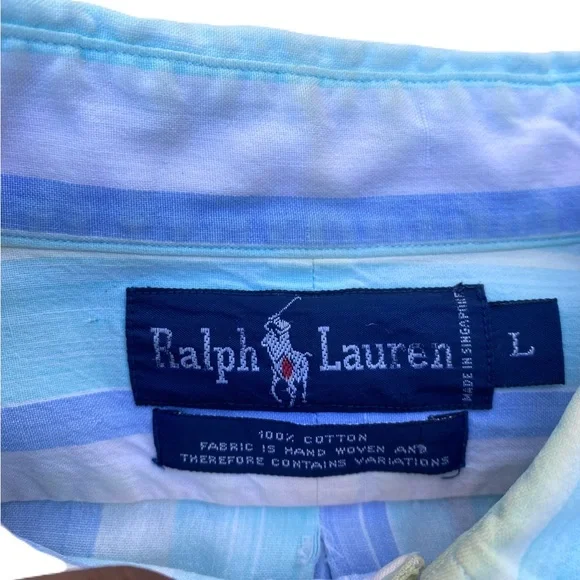 Ralph Lauren
MADE IN SINGAPORE
L
100% COTTON
FABRIC IS HAND WOVEN AND
THEREFORE CONTAINS VARIATIONS